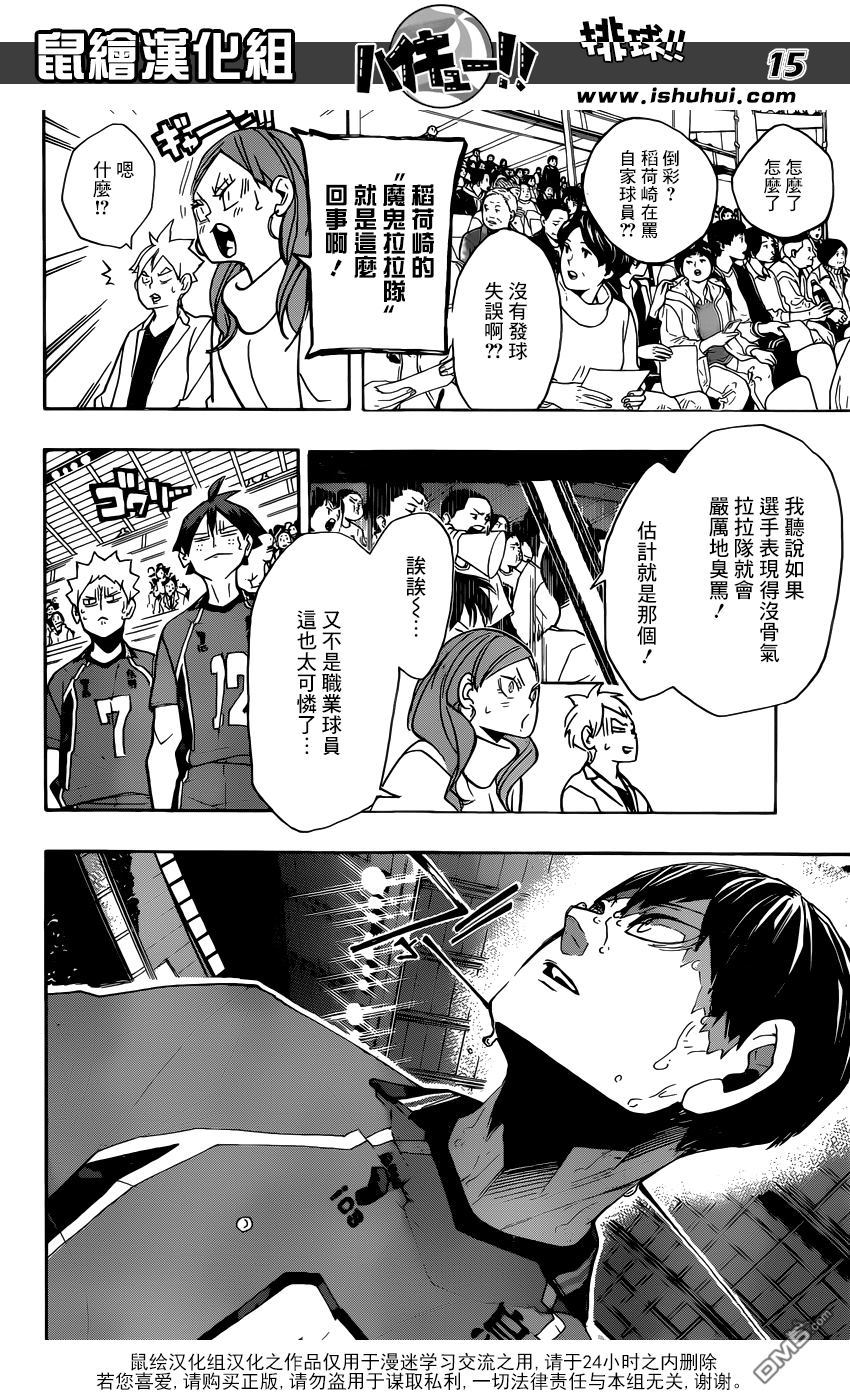 鼠繪漢化組
ハイキュー!!
排球!!
15
www.ishuhui.com
怎麼了
怎麼了
倒彩?
稻荷崎在罵
自家球員??
沒有發球
失誤啊??
稻荷崎的
"魔鬼拉拉隊"
就是這麼
回事啊!
ギャーー!!
嗯
什麼!?
我聽說如果
選手表現得沒骨氣
拉拉隊就會
嚴厲地臭罵!
估計就是那個!
誒誒~…
又不是職業球員
這也太可憐了…
ゴクリ
7
12
鼠绘汉化组汉化之作品仅用于漫迷学习交流之用, 请于24小时之内删除
若您喜爱, 请购买正版, 请勿盗用于谋取私利, 一切法律责任与本组无关, 谢谢.
DM5.com